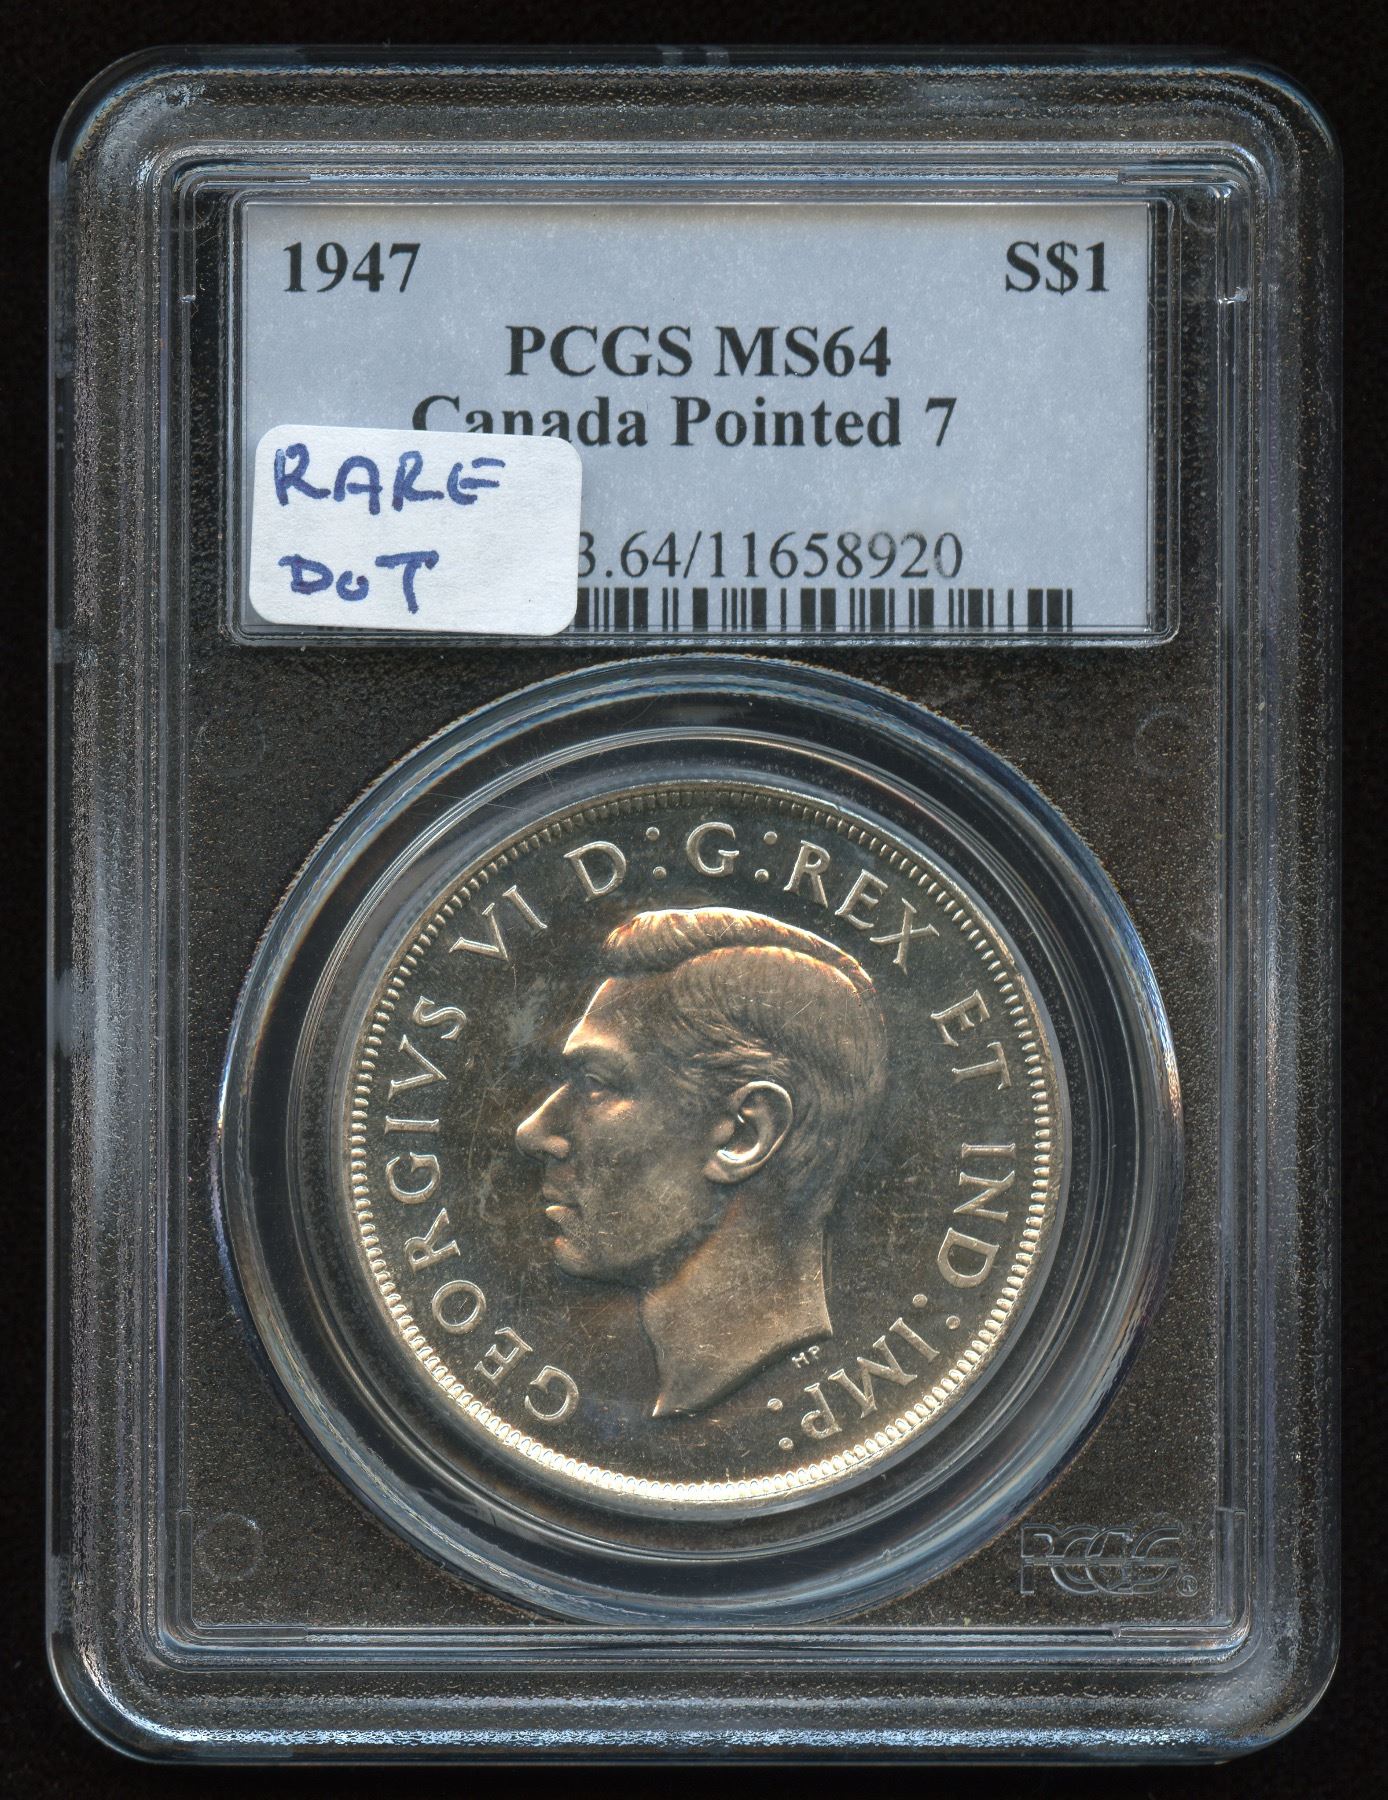 1947 S$1
PCGS MS64
Canada Pointed 7
RARE
DOT
3.64/11658920
GEORGIVS VI D:G:REX ET IND:IMP:
HP
PCGS®